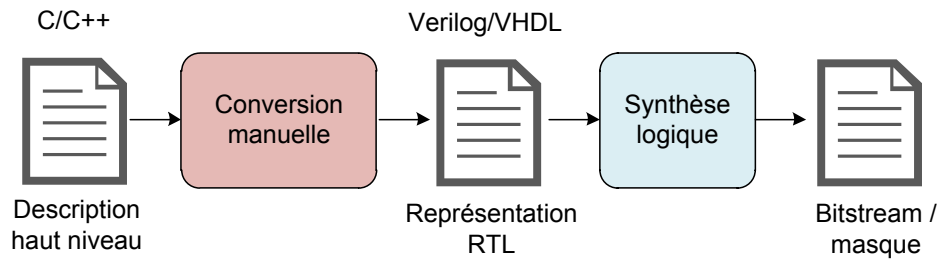 C/C++
Verilog/VHDL
Conversion
manuelle
Synthèse
logique
Description
haut niveau
Représentation
RTL
Bitstream /
masque